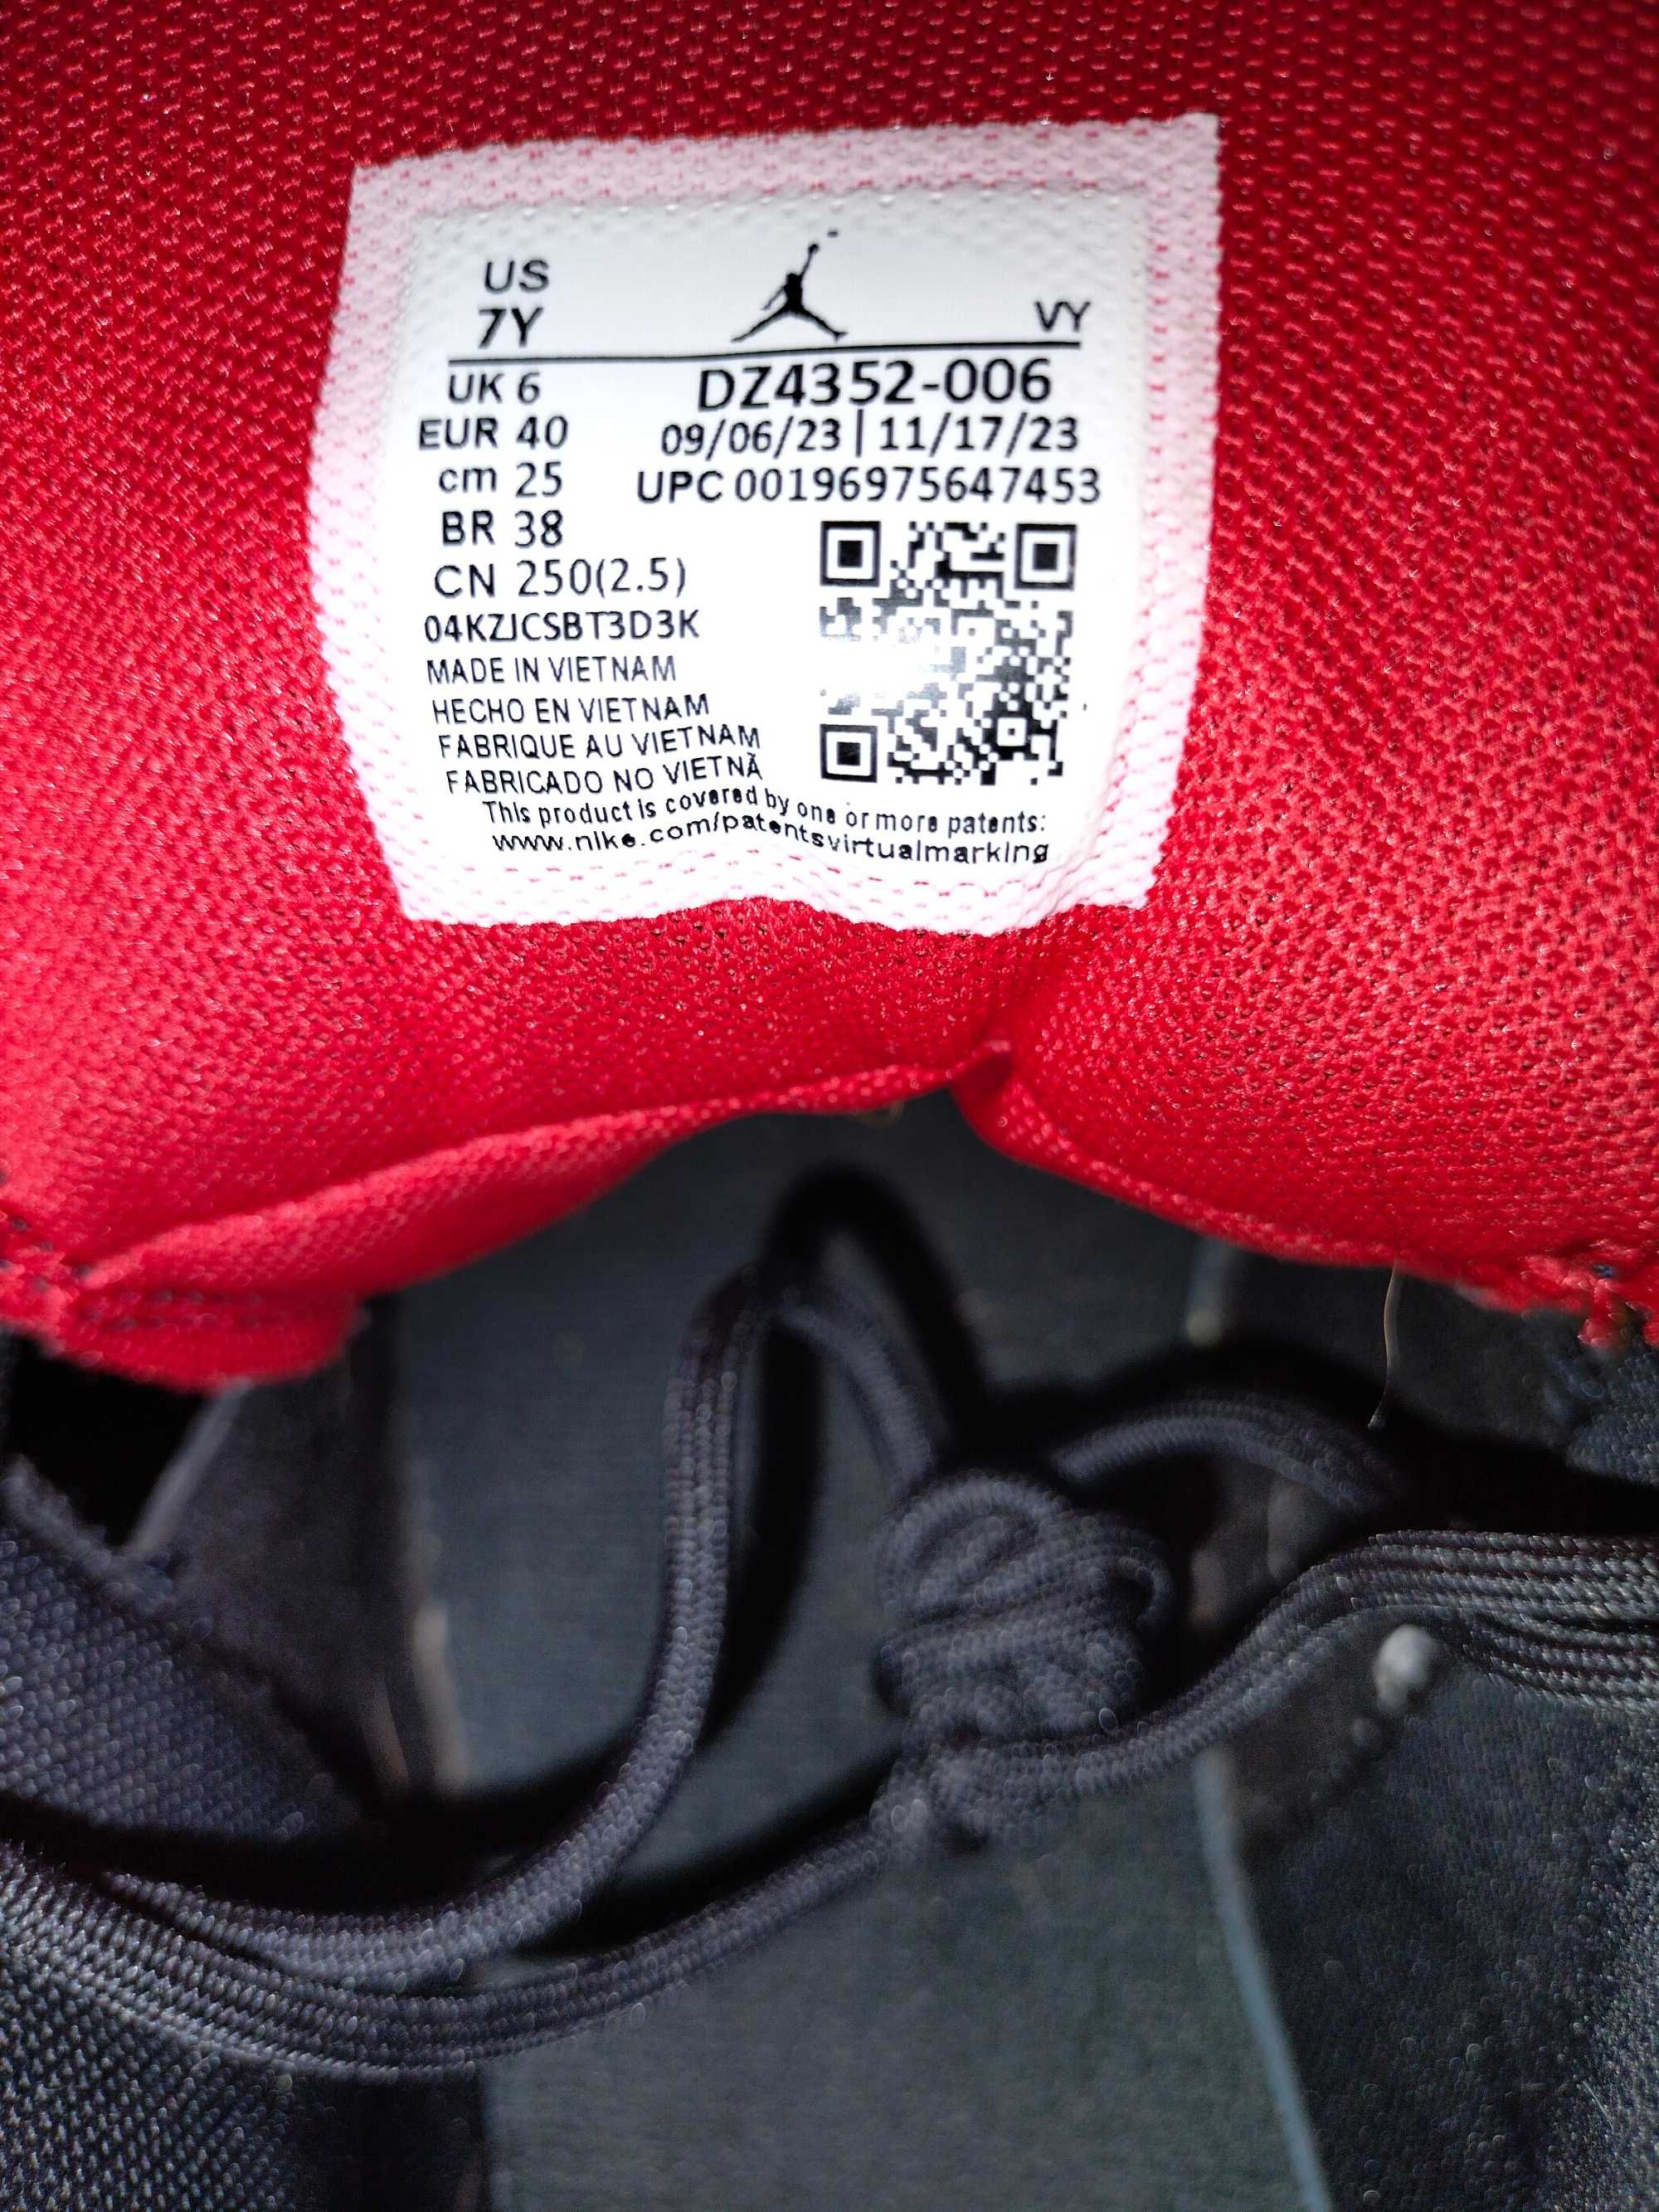 US
7Y
VY
UK 6
DZ4352-006
EUR 40
09/06/23 | 11/17/23
cm 25
UPC 00196975647453
BR 38
CN 250(2.5)
04KZJCSBT3D3K
MADE IN VIETNAM
HECHO EN VIETNAM
FABRIQUE AU VIETNAM
FABRICADO NO VIETNÃ
This product is covered by one or more patents:
www.nike.com/patentsvirtualmarking